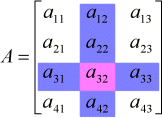 a₁₁ a₁₂ a₁₃
a₂₁ a₂₂ a₂₃
A = a₃₁ a₃₂ a₃₃
a₄₁ a₄₂ a₄₃